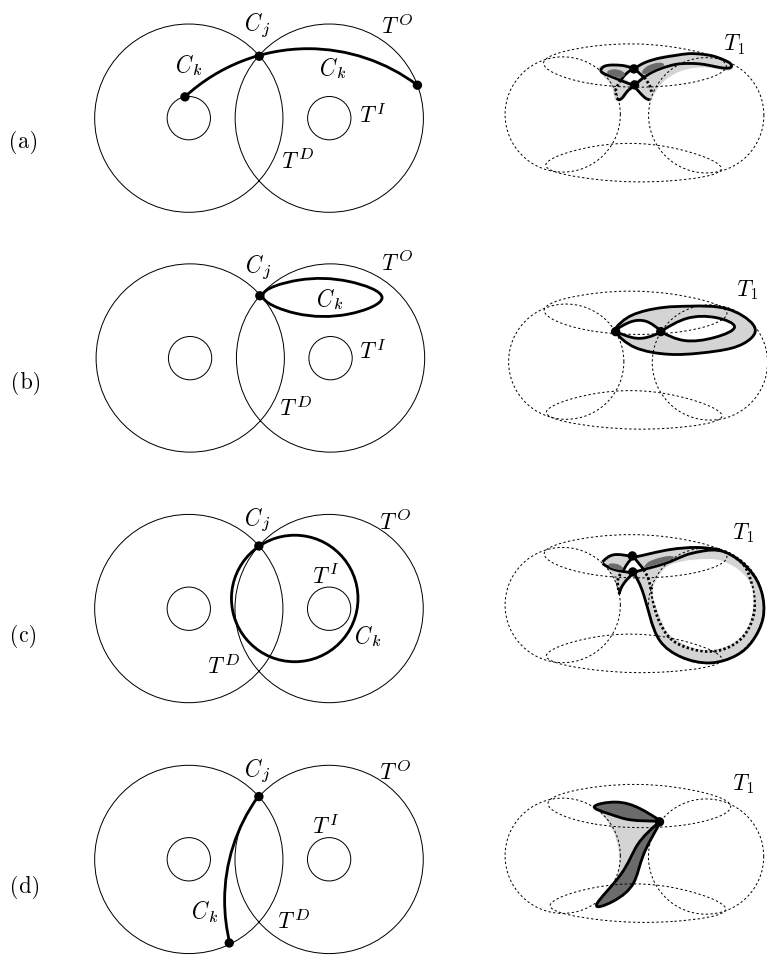 (a) C_j T^O C_k C_k T^I T^D T_1
(b) C_j T^O C_k T^I T^D T_1
(c) C_j T^O T^I C_k T^D T_1
(d) C_j T^O T^I C_k T^D T_1